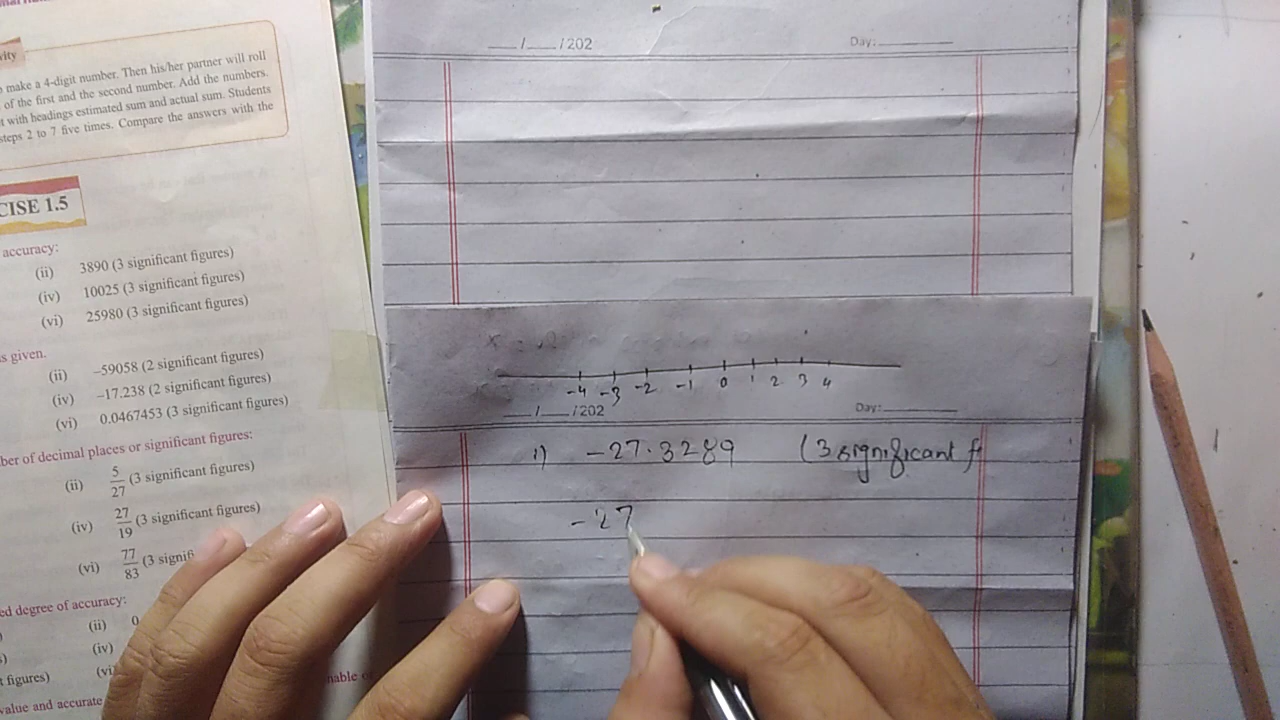 vity
make a 4-digit number. Then his/her partner will roll
of the first and the second number. Add the numbers.
with headings estimated sum and actual sum. Students
steps 2 to 7 five times. Compare the answers with the
CISE 1.5
accuracy:
(ii) 3890 (3 significant figures)
(iv) 10025 (3 significant figures)
(vi) 25980 (3 significant figures)
s given.
(ii) –59058 (2 significant figures)
(iv) –17.238 (2 significant figures)
(vi) 0.0467453 (3 significant figures)
ber of decimal places or significant figures:
(ii) 5/27 (3 significant figures)
(iv) 27/19 (3 significant figures)
(vi) 77/83 (3 signifi
ed degree of accuracy:
(ii) 0
(iv)
figures) (vi
nable o
value and accurate
__/__/202 Day:
-4 -3 -2 -1 0 1 2 3 4
__/__/202 Day:
i) -27.3289 (3 significant f
-27